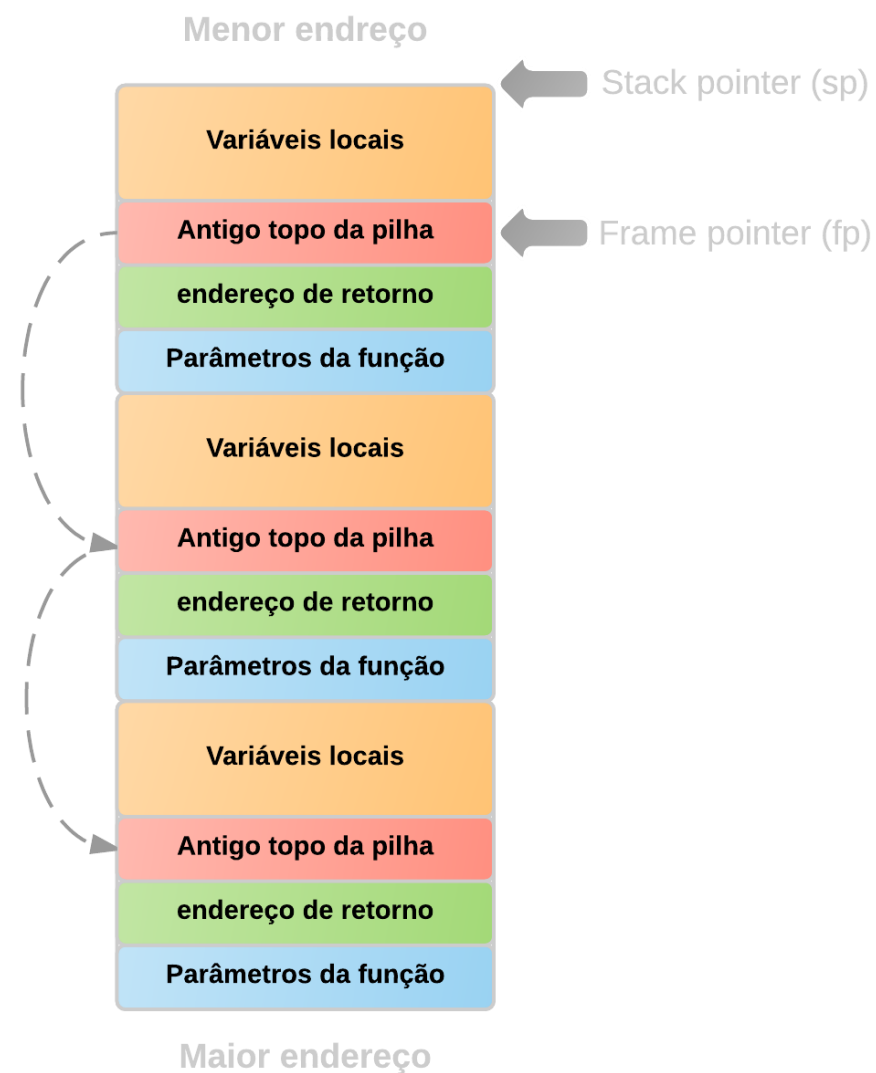 Menor endreço
Stack pointer (sp)
Variáveis locais
Antigo topo da pilha
Frame pointer (fp)
endereço de retorno
Parâmetros da função
Variáveis locais
Antigo topo da pilha
endereço de retorno
Parâmetros da função
Variáveis locais
Antigo topo da pilha
endereço de retorno
Parâmetros da função
Maior endereço